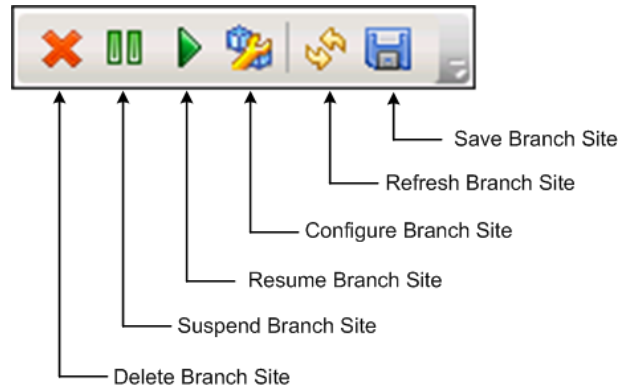 Save Branch Site
Refresh Branch Site
Configure Branch Site
Resume Branch Site
Suspend Branch Site
Delete Branch Site